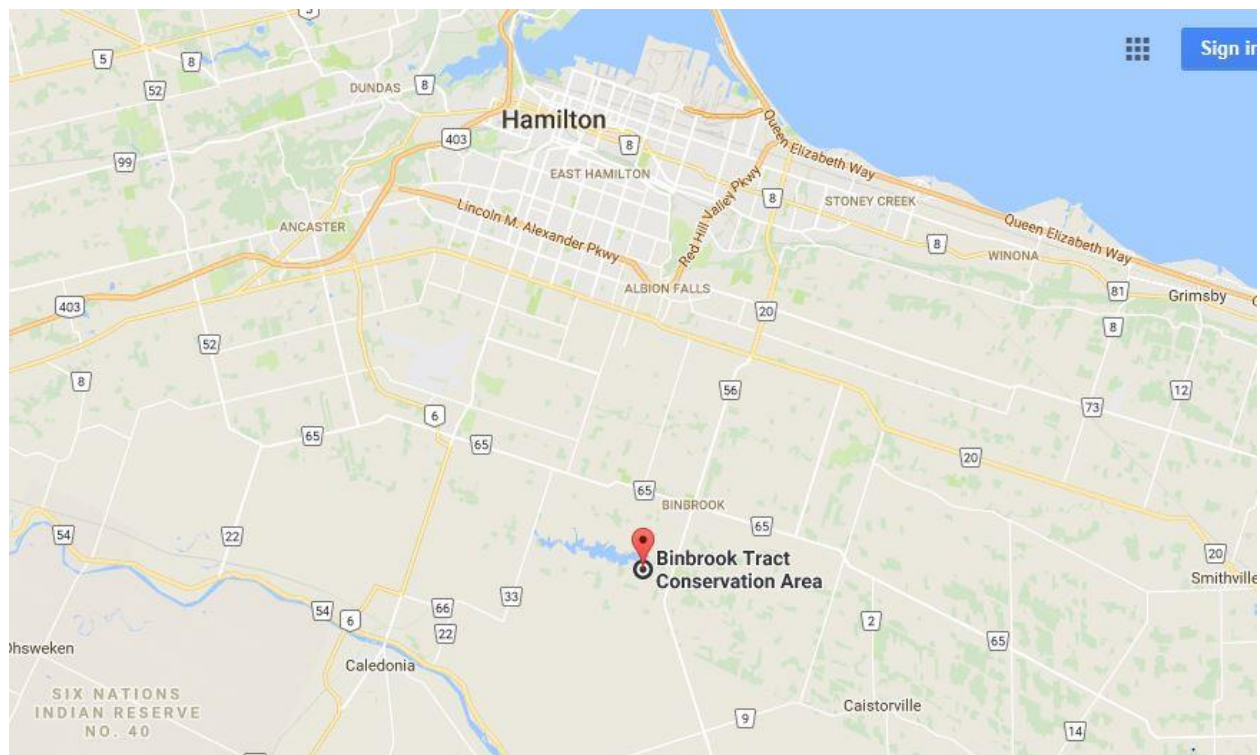 3
5
8
Sign in
52
DUNDAS
8
Hamilton
403
8
Queen Elizabeth Way
99
EAST HAMILTON
Red Hill Valley Pkwy
8
STONEY CREEK
Lincoln M. Alexander Pkwy
Queen Elizabeth Way
ANCASTER
8
WINONA
ALBION FALLS
81
Grimsby
403
20
8
52
8
56
12
73
6
65
65
20
65
BINBROOK
65
54
22
Binbrook Tract
Conservation Area
20
Smithville
33
54
6
66
22
2
65
Ohsweken
Caledonia
SIX NATIONS
INDIAN RESERVE
NO. 40
Caistorville
9
14